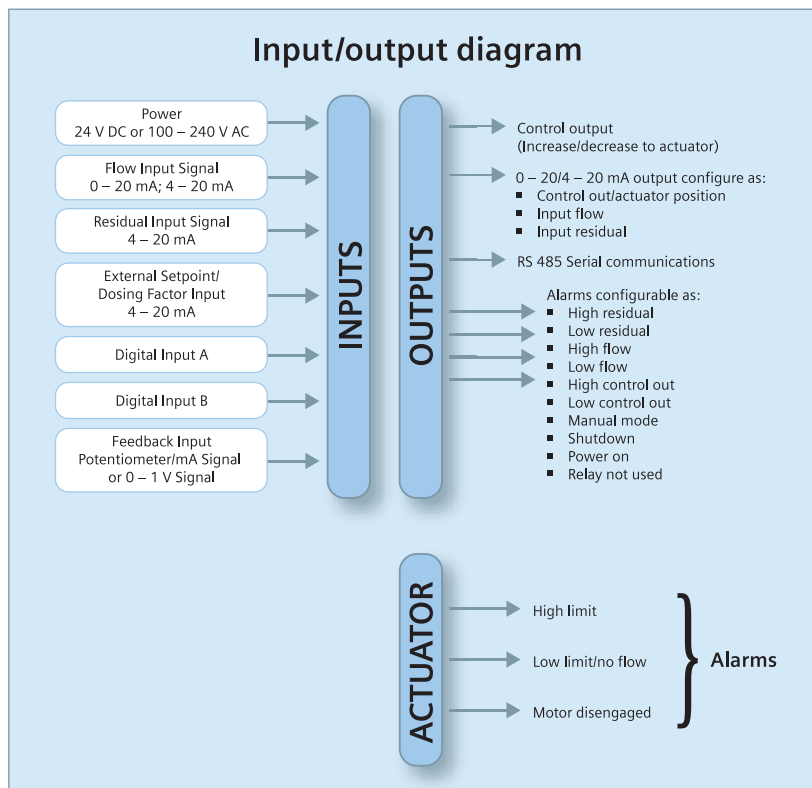 Input/output diagram
Power
24 V DC or 100 – 240 V AC
Flow Input Signal
0 – 20 mA; 4 – 20 mA
Residual Input Signal
4 – 20 mA
External Setpoint/
Dosing Factor Input
4 – 20 mA
Digital Input A
Digital Input B
Feedback Input
Potentiometer/mA Signal
or 0 – 1 V Signal
INPUTS
OUTPUTS
Control output
(Increase/decrease to actuator)
0 – 20/4 – 20 mA output configure as:
■ Control out/actuator position
■ Input flow
■ Input residual
RS 485 Serial communications
Alarms configurable as:
■ High residual
■ Low residual
■ High flow
■ Low flow
■ High control out
■ Low control out
■ Manual mode
■ Shutdown
■ Power on
■ Relay not used
ACTUATOR
High limit
Low limit/no flow
Motor disengaged
Alarms